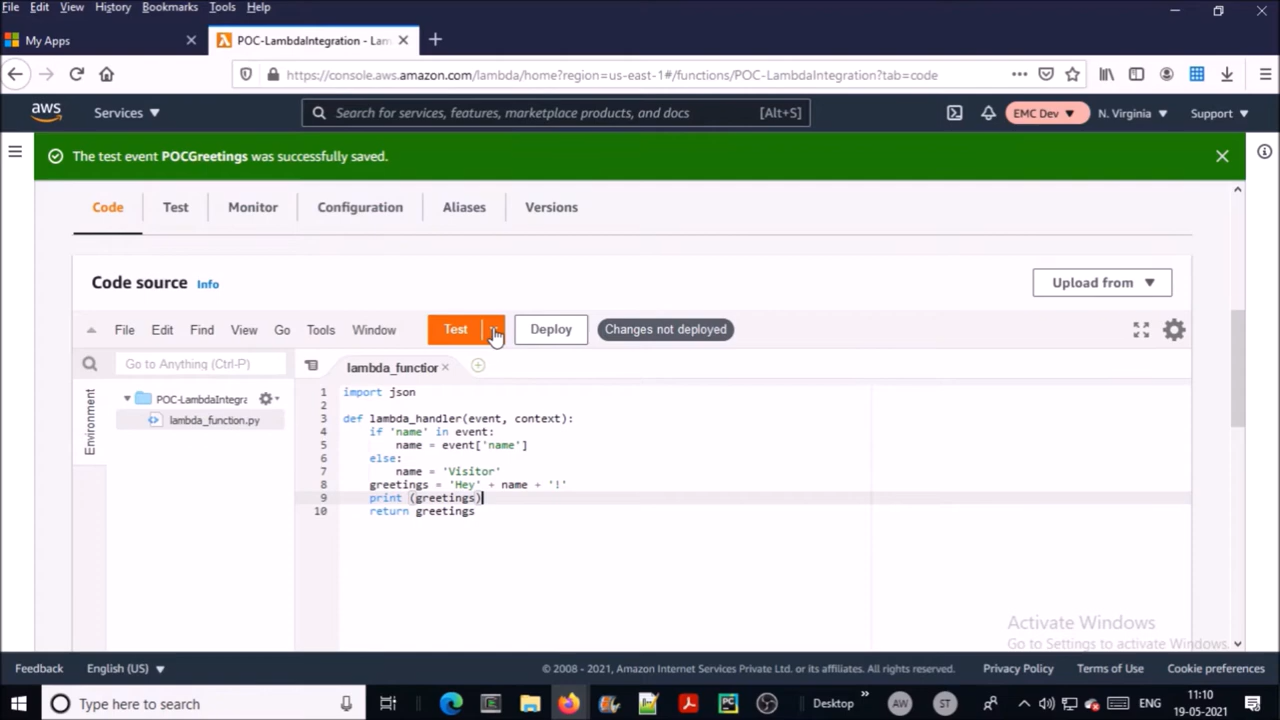 File Edit View History Bookmarks Tools Help
My Apps
POC-LambdaIntegration - Lam
https://console.aws.amazon.com/lambda/home?region=us-east-1#/functions/POC-LambdaIntegration?tab=code
aws Services Search for services, features, marketplace products, and docs [Alt+S] EMC Dev N. Virginia Support
The test event POCGreetings was successfully saved.
Code Test Monitor Configuration Aliases Versions
Code source Info Upload from
File Edit Find View Go Tools Window Test Deploy Changes not deployed
Go to Anything (Ctrl-P) lambda_function
Environment
POC-LambdaIntegra
lambda_function.py
1 import json
2
3 def lambda_handler(event, context):
4 if 'name' in event:
5 name = event['name']
6 else:
7 name = 'Visitor'
8 greetings = 'Hey' + name + '!'
9 print (greetings)
10 return greetings
Activate Windows
Go to Settings to activate Windows.
Feedback English (US) © 2008 - 2021, Amazon Internet Services Private Ltd. or its affiliates. All rights reserved. Privacy Policy Terms of Use Cookie preferences
Type here to search Desktop AW ST ENG 11:10
19-05-2021